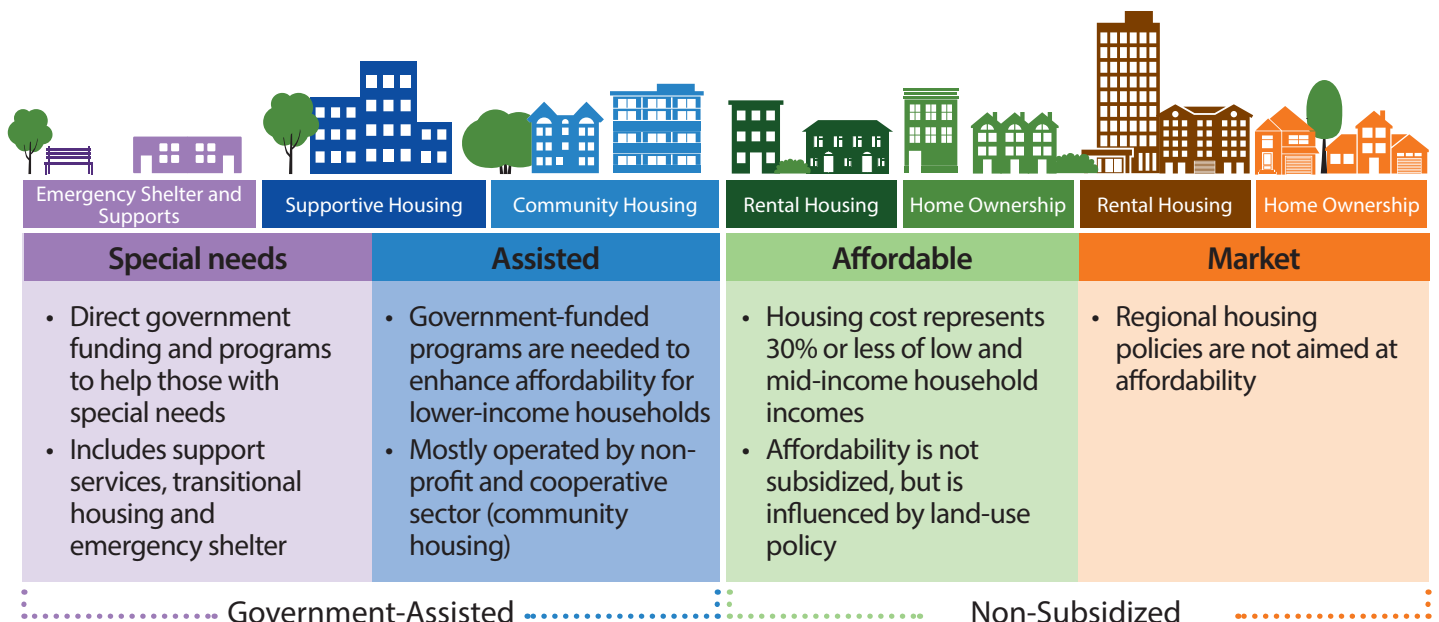 Emergency Shelter and
Supports
Supportive Housing
Community Housing
Rental Housing
Home Ownership
Rental Housing
Home Ownership
Special needs
Assisted
Affordable
Market
• Direct government
funding and programs
to help those with
special needs
• Includes support
services, transitional
housing and
emergency shelter
• Government-funded
programs are needed to
enhance affordability for
lower-income households
• Mostly operated by non-
profit and cooperative
sector (community
housing)
• Housing cost represents
30% or less of low and
mid-income household
incomes
• Affordability is not
subsidized, but is
influenced by land-use
policy
• Regional housing
policies are not aimed at
affordability
Government-Assisted
Non-Subsidized